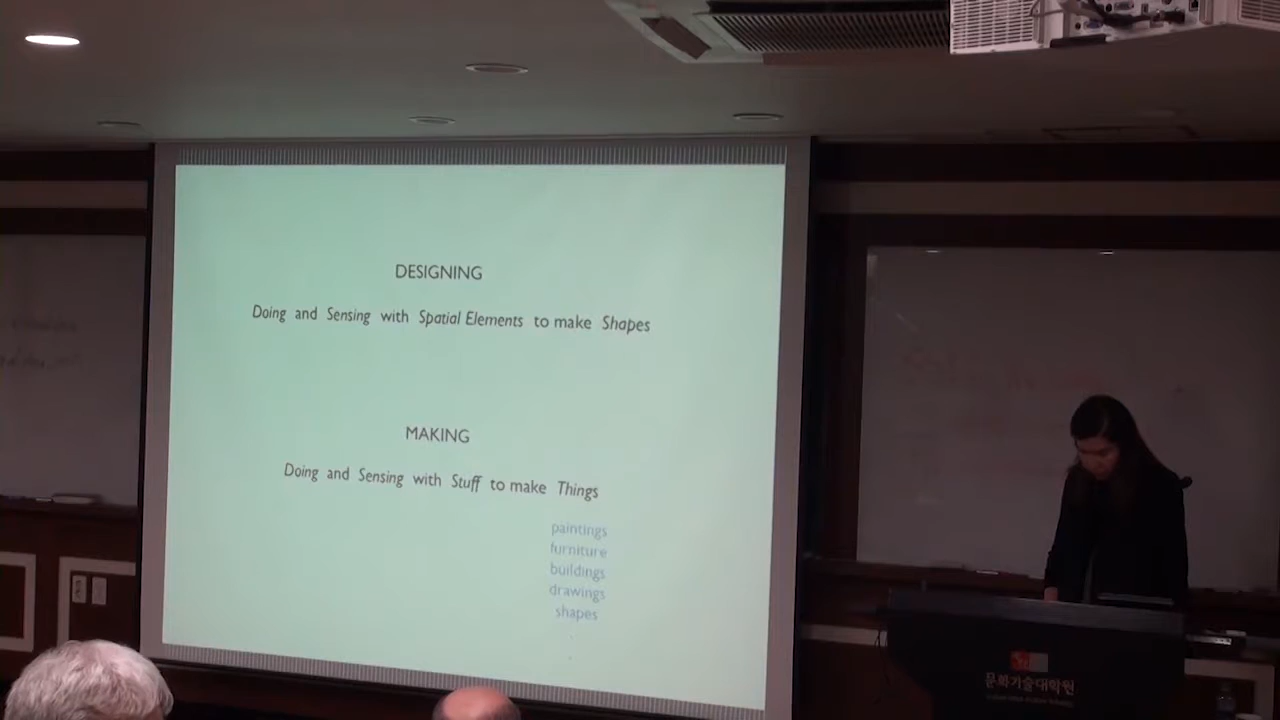 DESIGNING
Doing and Sensing with Spatial Elements to make Shapes
MAKING
Doing and Sensing with Stuff to make Things
paintings
furniture
buildings
drawings
shapes
문화기술대학원